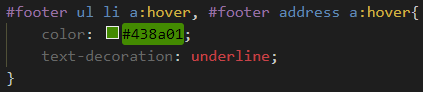 #footer ul li a:hover, #footer address a:hover{
color: #438a01;
text-decoration: underline;
}